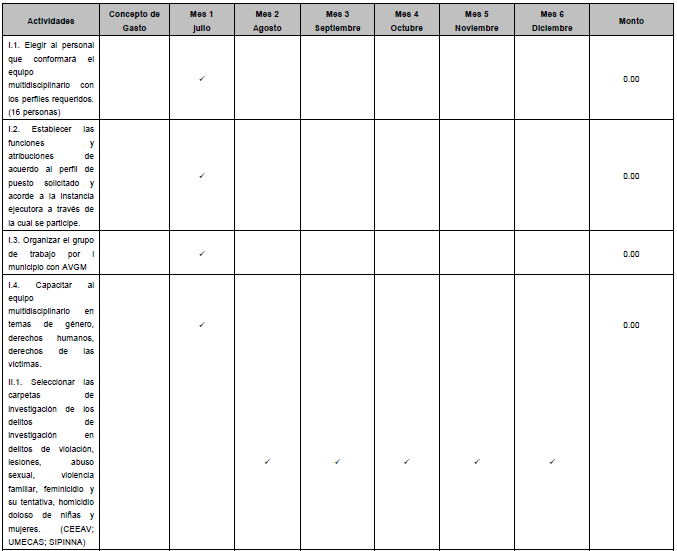 Actividades
Concepto de
Gasto
Mes 1
julio
Mes 2
Agosto
Mes 3
Septiembre
Mes 4
Octubre
Mes 5
Noviembre
Mes 6
Diciembre
Monto
I.1. Elegir al personal
que conformará el
equipo
multidisciplinario con
los perfiles requeridos.
(16 personas)
✓
0.00
I.2. Establecer las
funciones y
atribuciones de
acuerdo al perfil de
puesto solicitado y
acorde a la instancia
ejecutora a través de
la cual se participe.
✓
0.00
I.3. Organizar el grupo
de trabajo por l
municipio con AVGM
✓
0.00
I.4. Capacitar al
equipo
multidisciplinario en
temas de género,
derechos humanos,
derechos de las
víctimas.
✓
0.00
II.1. Seleccionar las
carpetas de
investigación de los
delitos de
investigación en
delitos de violación,
lesiones, abuso
sexual, violencia
familiar, feminicidio y
su tentativa, homicidio
doloso de niñas y
mujeres. (CEEAV;
UMECAS; SIPINNA)
✓ ✓ ✓ ✓ ✓